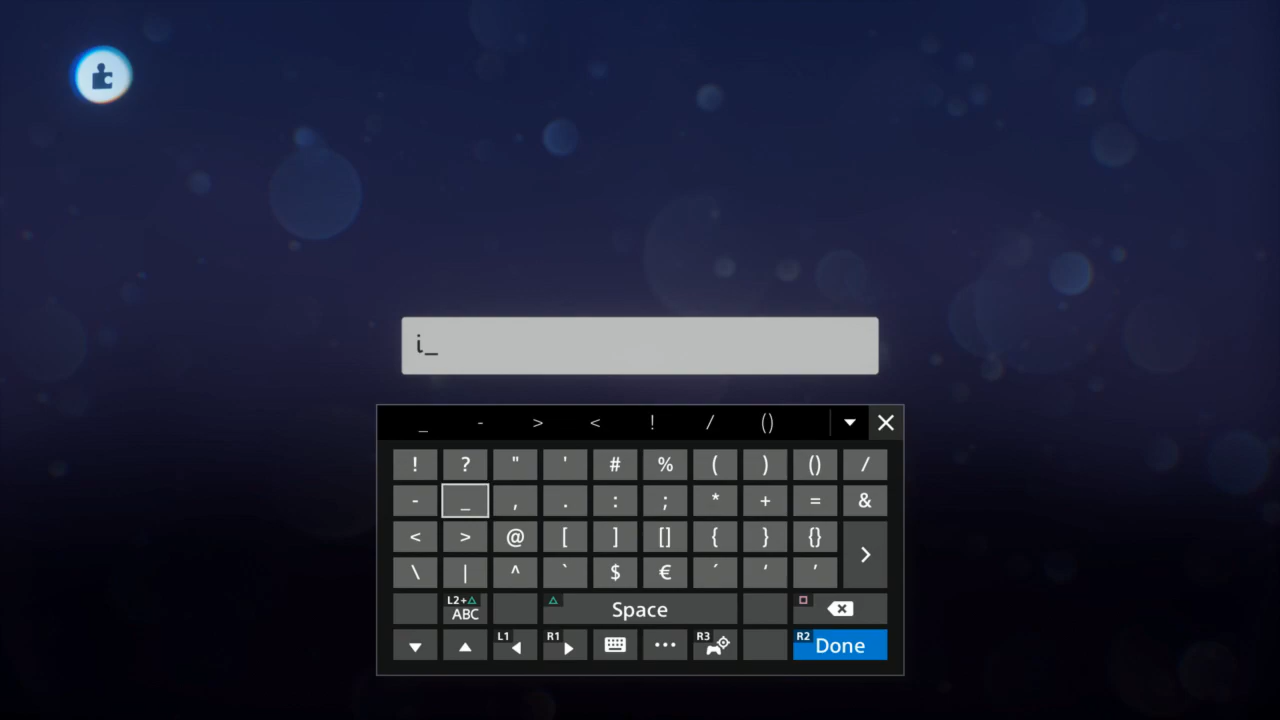 i_
_ - > < ! / ()
! ? " ' # % ( ) () /
- _ , . : ; * + = &
< > @ [ ] [] { } {} >
\ | ^ ` $ € ´ ‘ ’
L2+△ ABC △ Space □
L1 R1 ... R3 R2 Done